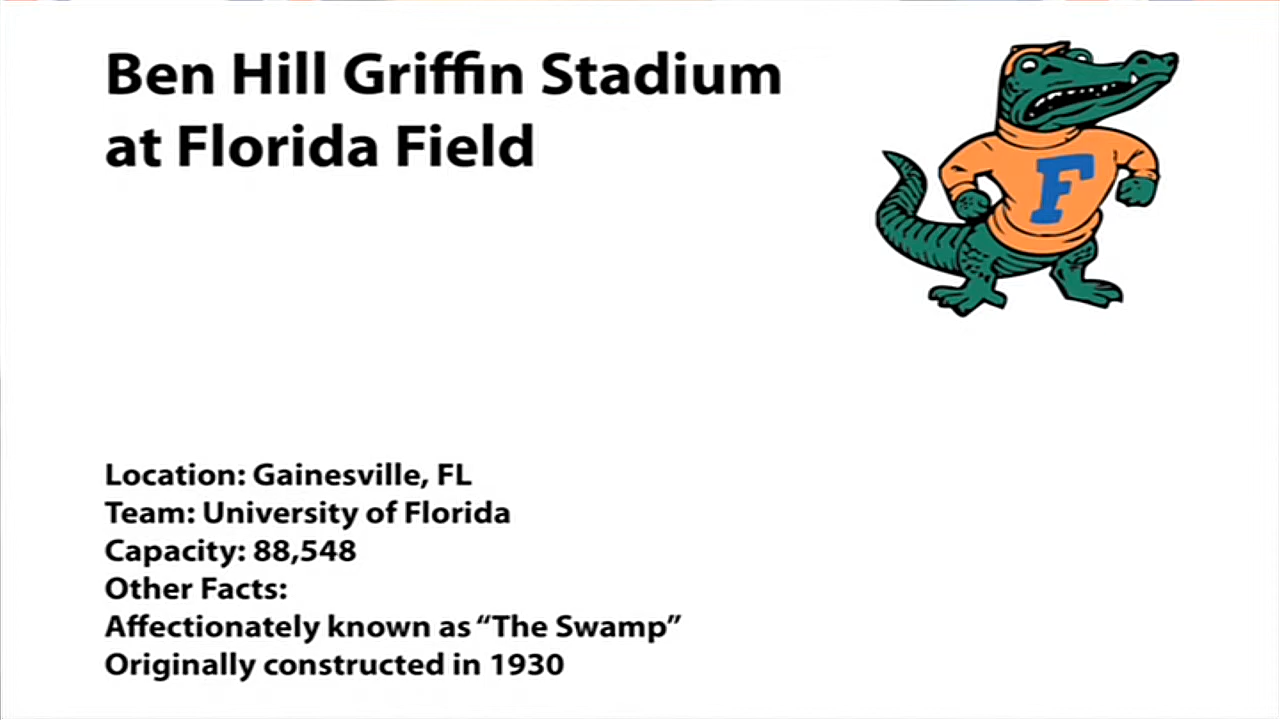 Ben Hill Griffin Stadium
at Florida Field
F
Location: Gainesville, FL
Team: University of Florida
Capacity: 88,548
Other Facts:
Affectionately known as “The Swamp”
Originally constructed in 1930